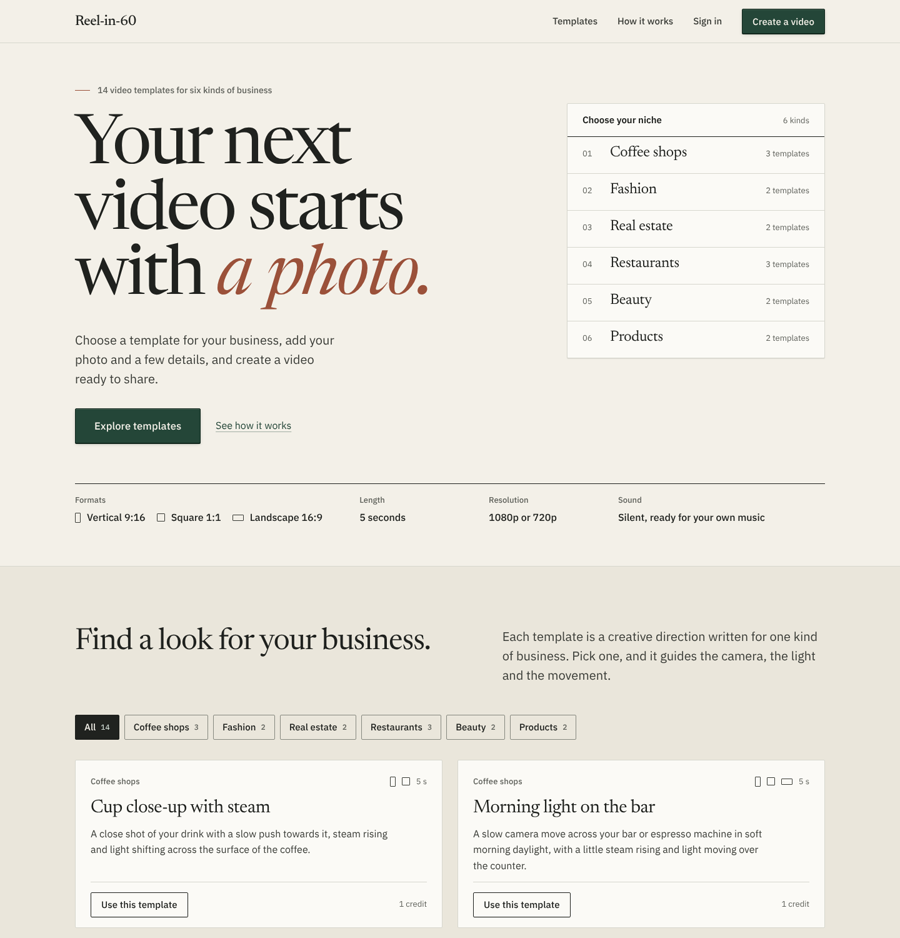 Reel-in-60
Templates How it works Sign in Create a video
14 video templates for six kinds of business
Your next
video starts
with a photo.
Choose a template for your business, add your
photo and a few details, and create a video
ready to share.
Explore templates See how it works
Choose your niche 6 kinds
01 Coffee shops 3 templates
02 Fashion 2 templates
03 Real estate 2 templates
04 Restaurants 3 templates
05 Beauty 2 templates
06 Products 2 templates
Formats Length Resolution Sound
Vertical 9:16 Square 1:1 Landscape 16:9 5 seconds 1080p or 720p Silent, ready for your own music
Find a look for your business.
Each template is a creative direction written for one kind
of business. Pick one, and it guides the camera, the light
and the movement.
All 14 Coffee shops 3 Fashion 2 Real estate 2 Restaurants 3 Beauty 2 Products 2
Coffee shops 5 s
Cup close-up with steam
A close shot of your drink with a slow push towards it, steam rising
and light shifting across the surface of the coffee.
Use this template 1 credit
Coffee shops 5 s
Morning light on the bar
A slow camera move across your bar or espresso machine in soft
morning daylight, with a little steam rising and light moving over
the counter.
Use this template 1 credit